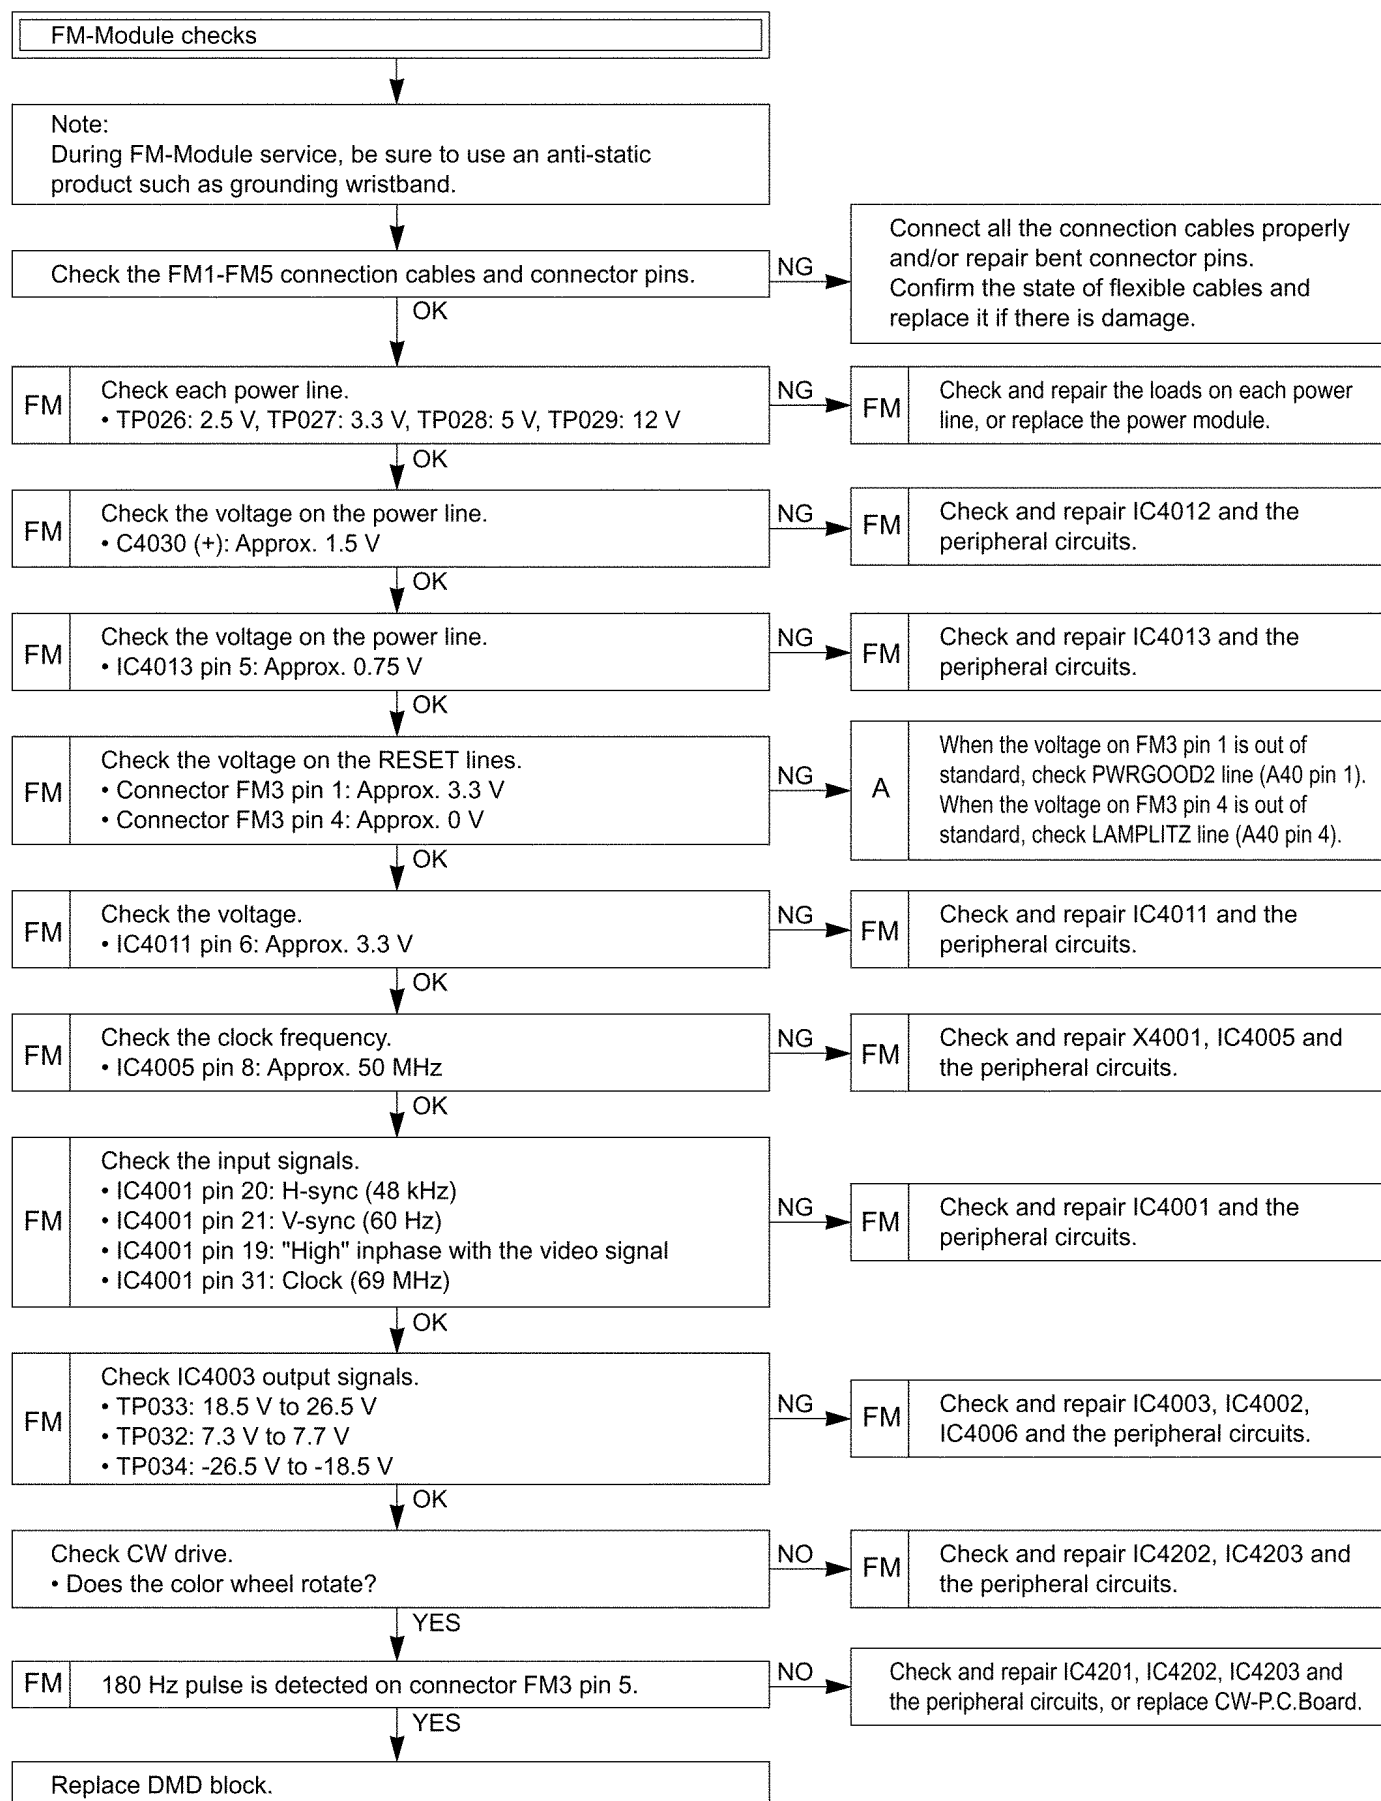 FM-Module checks
Note:
During FM-Module service, be sure to use an anti-static
product such as grounding wristband.
Check the FM1-FM5 connection cables and connector pins.
NG
Connect all the connection cables properly
and/or repair bent connector pins.
Confirm the state of flexible cables and
replace it if there is damage.
OK
FM
Check each power line.
• TP026: 2.5 V, TP027: 3.3 V, TP028: 5 V, TP029: 12 V
NG
FM
Check and repair the loads on each power
line, or replace the power module.
OK
FM
Check the voltage on the power line.
• C4030 (+): Approx. 1.5 V
NG
FM
Check and repair IC4012 and the
peripheral circuits.
OK
FM
Check the voltage on the power line.
• IC4013 pin 5: Approx. 0.75 V
NG
FM
Check and repair IC4013 and the
peripheral circuits.
OK
FM
Check the voltage on the RESET lines.
• Connector FM3 pin 1: Approx. 3.3 V
• Connector FM3 pin 4: Approx. 0 V
NG
A
When the voltage on FM3 pin 1 is out of
standard, check PWRGOOD2 line (A40 pin 1).
When the voltage on FM3 pin 4 is out of
standard, check LAMPLITZ line (A40 pin 4).
OK
FM
Check the voltage.
• IC4011 pin 6: Approx. 3.3 V
NG
FM
Check and repair IC4011 and the
peripheral circuits.
OK
FM
Check the clock frequency.
• IC4005 pin 8: Approx. 50 MHz
NG
FM
Check and repair X4001, IC4005 and
the peripheral circuits.
OK
FM
Check the input signals.
• IC4001 pin 20: H-sync (48 kHz)
• IC4001 pin 21: V-sync (60 Hz)
• IC4001 pin 19: "High" inphase with the video signal
• IC4001 pin 31: Clock (69 MHz)
NG
FM
Check and repair IC4001 and the
peripheral circuits.
OK
FM
Check IC4003 output signals.
• TP033: 18.5 V to 26.5 V
• TP032: 7.3 V to 7.7 V
• TP034: -26.5 V to -18.5 V
NG
FM
Check and repair IC4003, IC4002,
IC4006 and the peripheral circuits.
OK
Check CW drive.
• Does the color wheel rotate?
NO
FM
Check and repair IC4202, IC4203 and
the peripheral circuits.
YES
FM
180 Hz pulse is detected on connector FM3 pin 5.
NO
Check and repair IC4201, IC4202, IC4203 and
the peripheral circuits, or replace CW-P.C.Board.
YES
Replace DMD block.